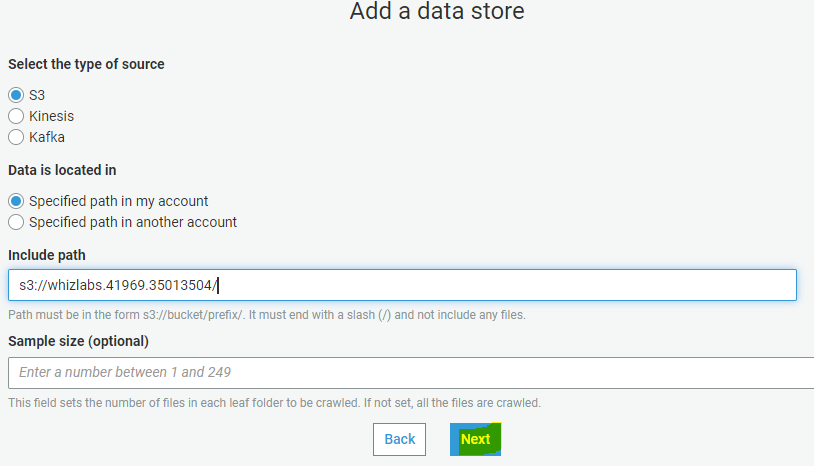 Add a data store
Select the type of source
S3
Kinesis
Kafka
Data is located in
Specified path in my account
Specified path in another account
Include path
s3://whizlabs.41969.35013504/
Path must be in the form s3://bucket/prefix/. It must end with a slash (/) and not include any files.
Sample size (optional)
Enter a number between 1 and 249
This field sets the number of files in each leaf folder to be crawled. If not set, all the files are crawled.
Back Next